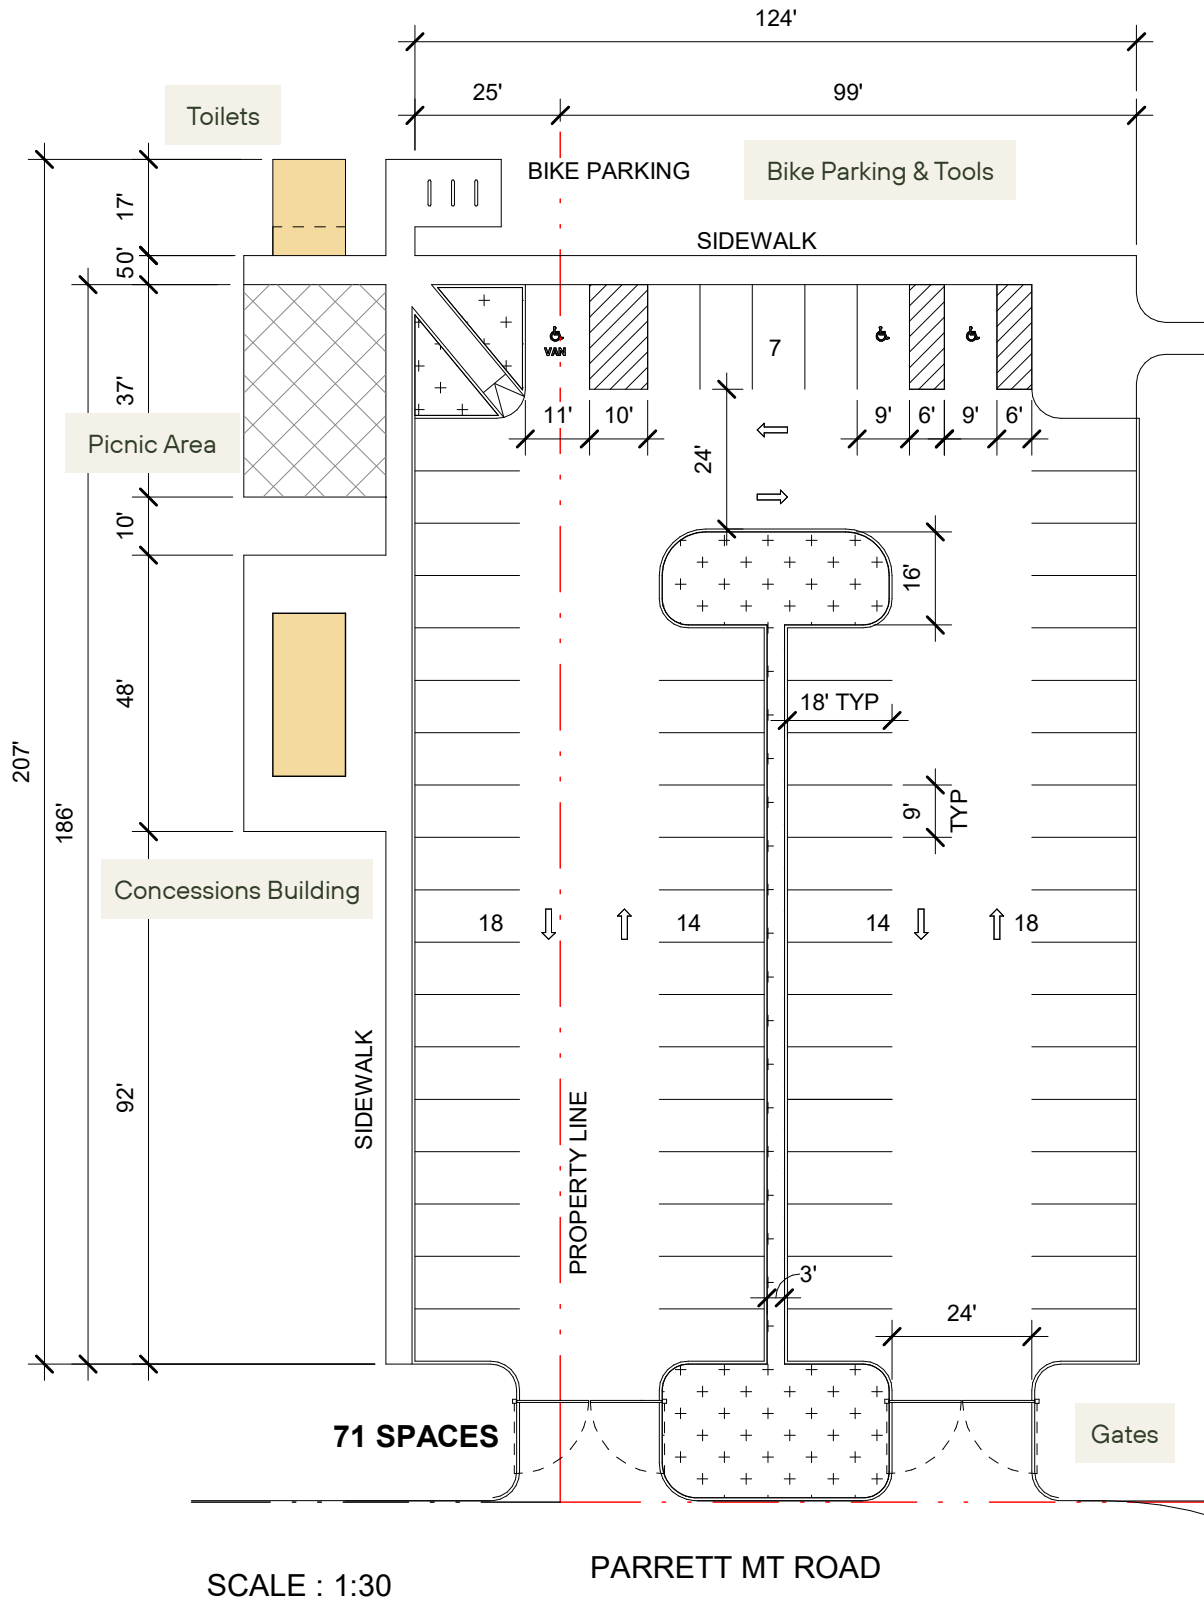 124'
25'
99'
Toilets
BIKE PARKING
Bike Parking & Tools
17'
SIDEWALK
50'
VAN
7
37'
11'
10'
9'
6'
9'
6'
Picnic Area
24'
10'
16'
48'
18' TYP
207'
186'
9'
TYP
Concessions Building
18
14
14
18
92'
SIDEWALK
PROPERTY LINE
3'
24'
71 SPACES
Gates
PARRETT MT ROAD
SCALE : 1:30